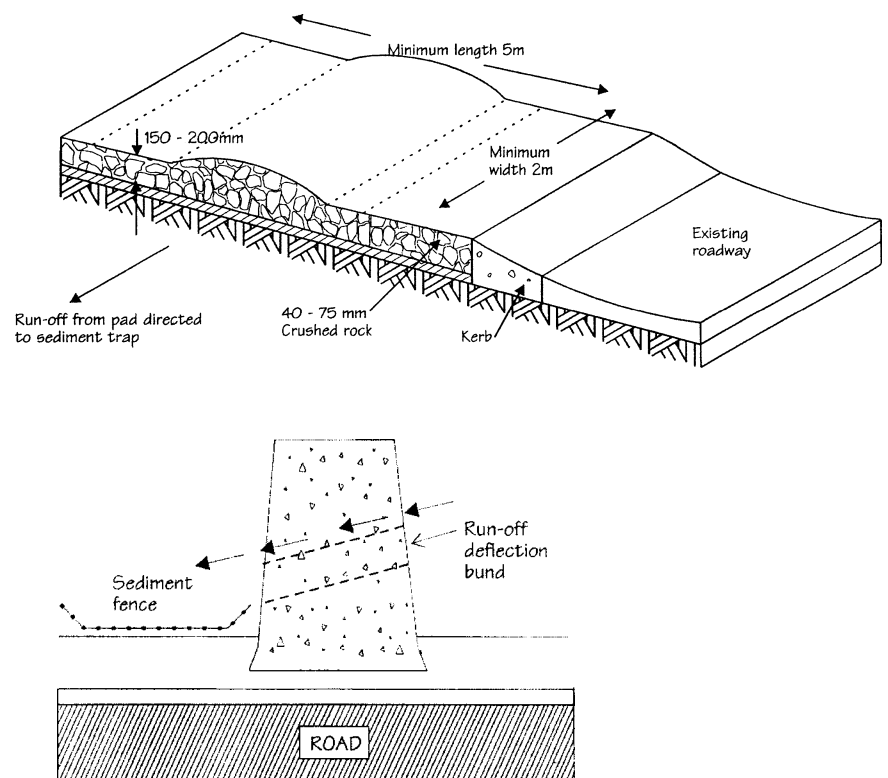 Minimum length 5m
150 - 200mm
Minimum
width 2m
Existing
roadway
Run-off from pad directed
to sediment trap
40 - 75 mm
Crushed rock
Kerb
Run-off
deflection
bund
Sediment
fence
ROAD